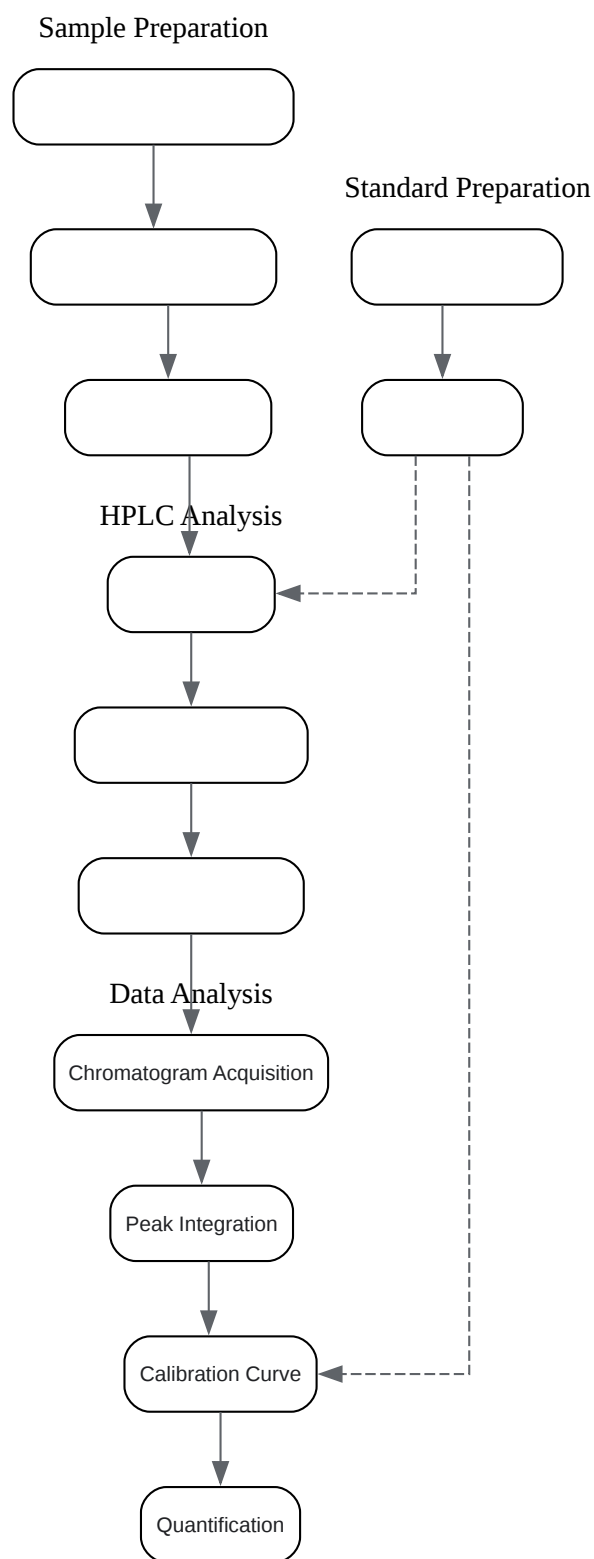 Sample Preparation
Standard Preparation
HPLC Analysis
Data Analysis
Chromatogram Acquisition
Peak Integration
Calibration Curve
Quantification